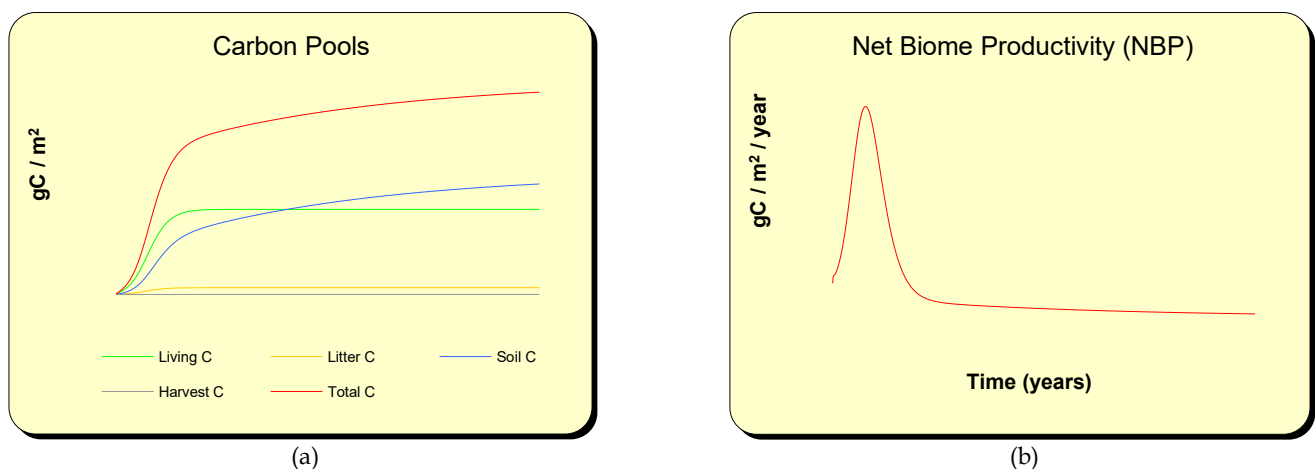 Carbon Pools
gC / m²
Living C
Litter C
Soil C
Harvest C
Total C
(a)
Net Biome Productivity (NBP)
gC / m² / year
Time (years)
(b)